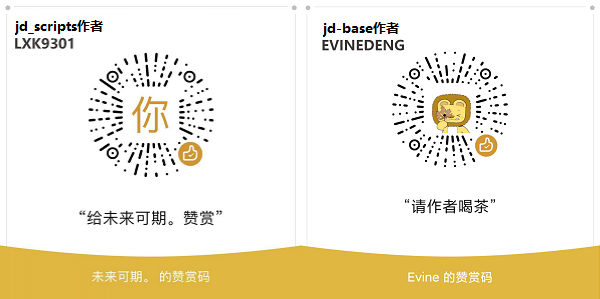 jd_scripts作者
LXK9301
你
“给未来可期。赞赏”
未来可期。 的赞赏码
jd-base作者
EVINEDENG
“请作者喝茶”
Evine 的赞赏码